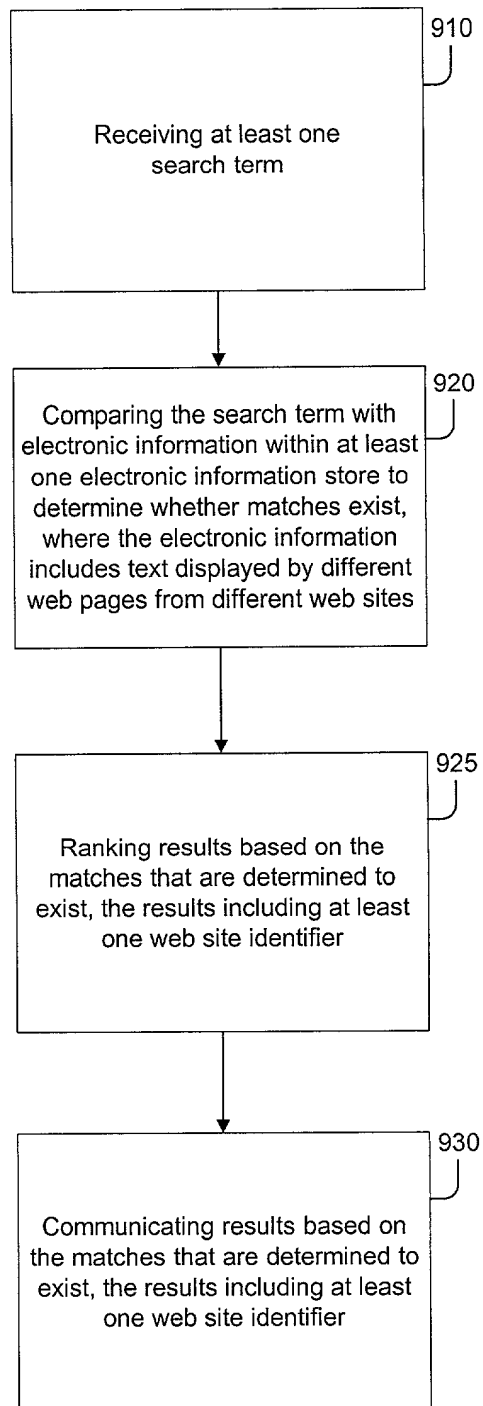 910
Receiving at least one
search term
920
Comparing the search term with
electronic information within at least
one electronic information store to
determine whether matches exist,
where the electronic information
includes text displayed by different
web pages from different web sites
925
Ranking results based on the
matches that are determined to
exist, the results including at least
one web site identifier
930
Communicating results based on
the matches that are determined to
exist, the results including at least
one web site identifier